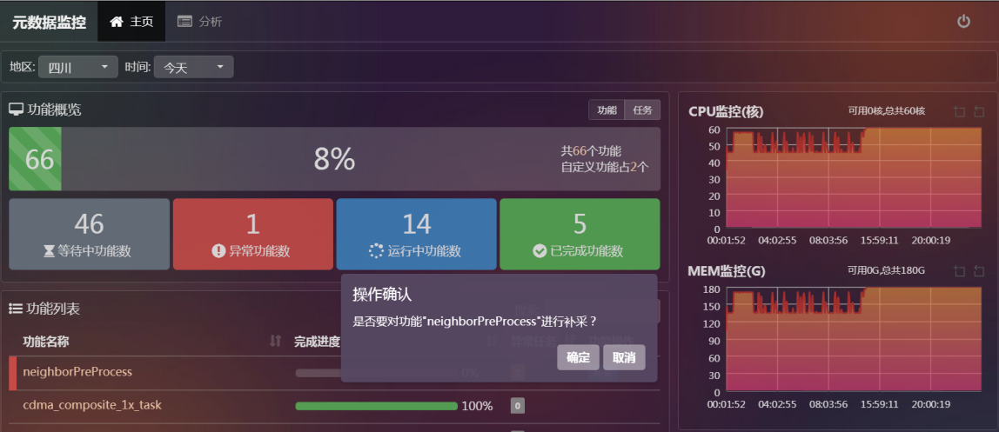 元数据监控 主页 分析
地区: 四川 时间: 今天
功能概览 功能 任务
66 8% 共66个功能
自定义功能占2个
46 1 14 5
等待中功能数 异常功能数 运行中功能数 已完成功能数
功能列表
功能名称 完成进度
操作确认
是否要对功能"neighborPreProcess"进行补采？
确定 取消
neighborPreProcess 0%
cdma_composite_1x_task 100% 0
CPU监控(核) 可用0核,总共60核
60
50
40
30
20
10
0
00:01:52 04:02:55 08:03:56 15:59:11 20:00:19
MEM监控(G) 可用0G,总共180G
180
150
120
90
60
30
0
00:01:52 04:02:55 08:03:56 15:59:11 20:00:19